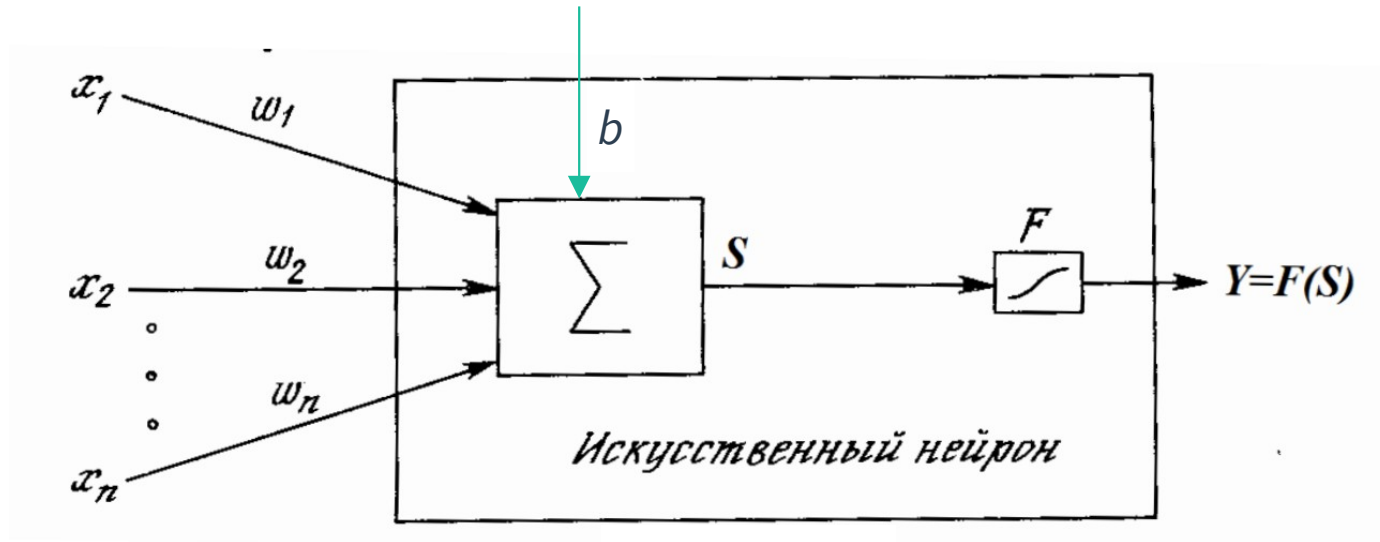 x₁
w₁
b
x₂
w₂
Σ
S
F
Y=F(S)
wₙ
xₙ
Искусственный нейрон